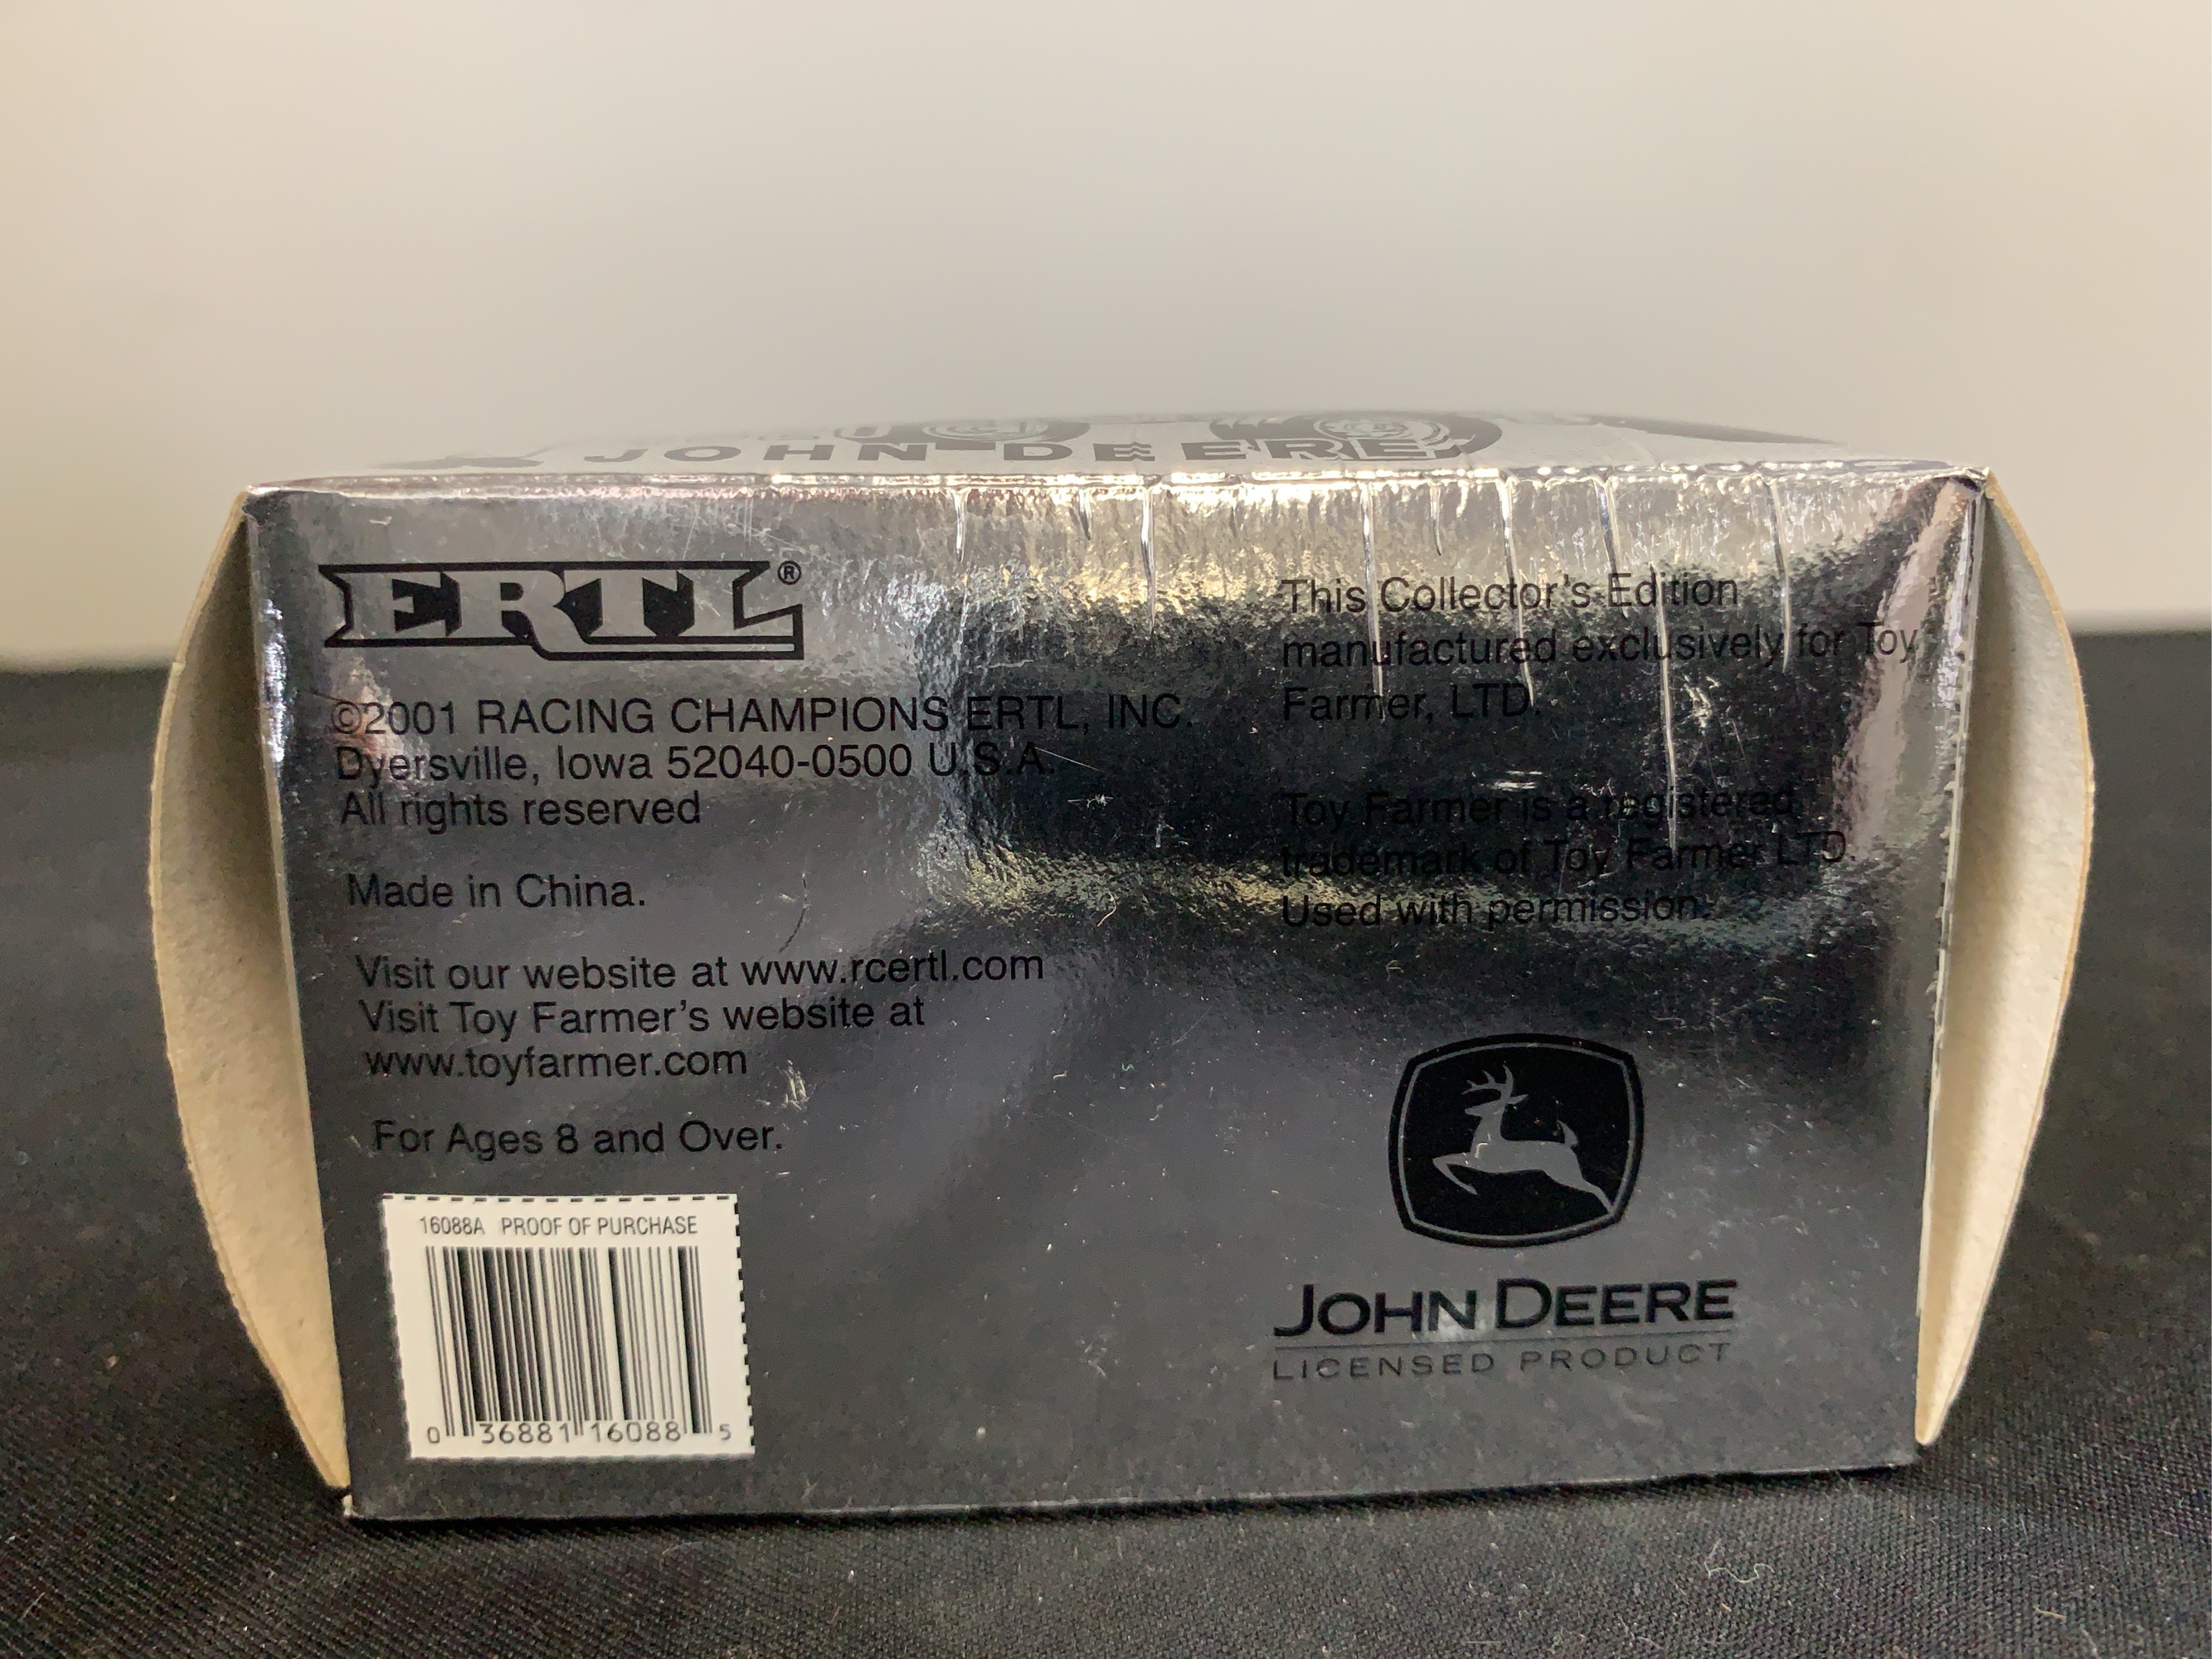 JOHN DEERE
ERTL®
©2001 RACING CHAMPIONS ERTL, INC.
Dyersville, Iowa 52040-0500 U.S.A.
All rights reserved
Made in China.
Visit our website at www.rcertl.com
Visit Toy Farmer's website at
www.toyfarmer.com
For Ages 8 and Over.
16088A PROOF OF PURCHASE
0 36881 16088 5
This Collector's Edition
manufactured exclusively for Toy
Farmer, LTD.
Toy Farmer is a registered
trademark of Toy Farmer LTD.
Used with permission.
JOHN DEERE
LICENSED PRODUCT